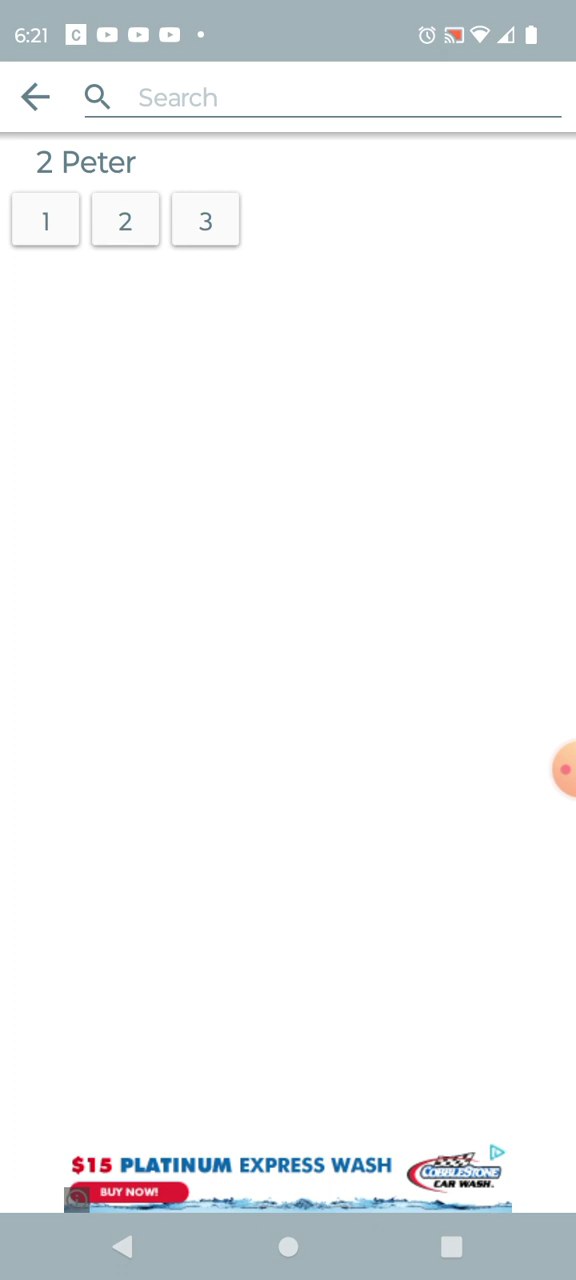 6:21 C
Search
2 Peter
1 2 3
$15 PLATINUM EXPRESS WASH
BUY NOW!
COBBLESTONE
CAR WASH.